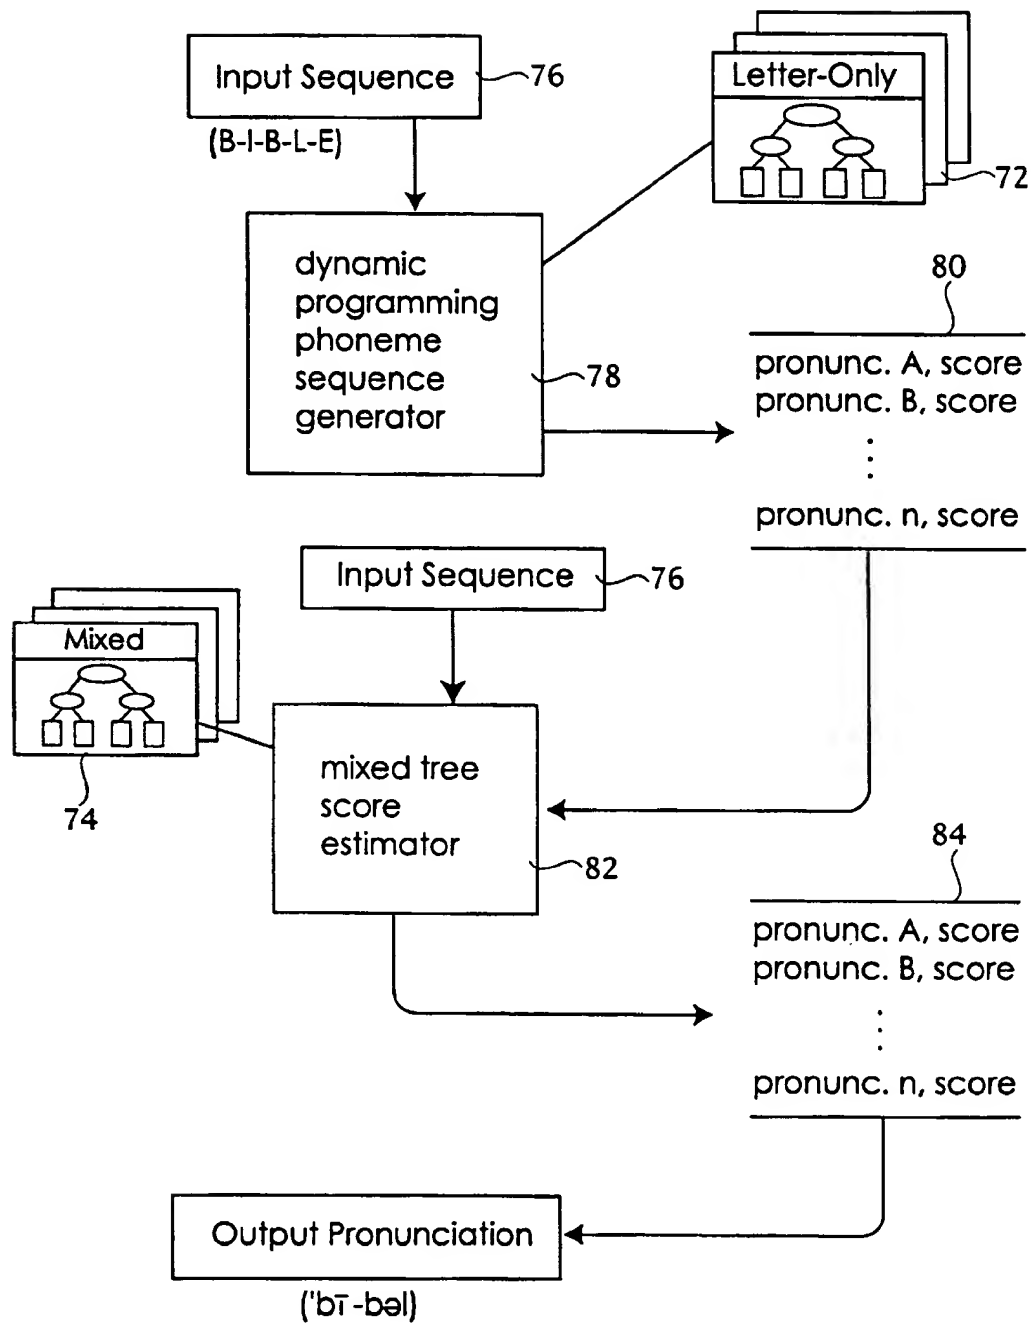 Input Sequence
76
(B-I-B-L-E)
Letter-Only
72
dynamic
programming
phoneme
sequence
generator
78
80
pronunc. A, score
pronunc. B, score
pronunc. n, score
Input Sequence
76
Mixed
74
mixed tree
score
estimator
82
84
pronunc. A, score
pronunc. B, score
pronunc. n, score
Output Pronunciation
('bī-bəl)